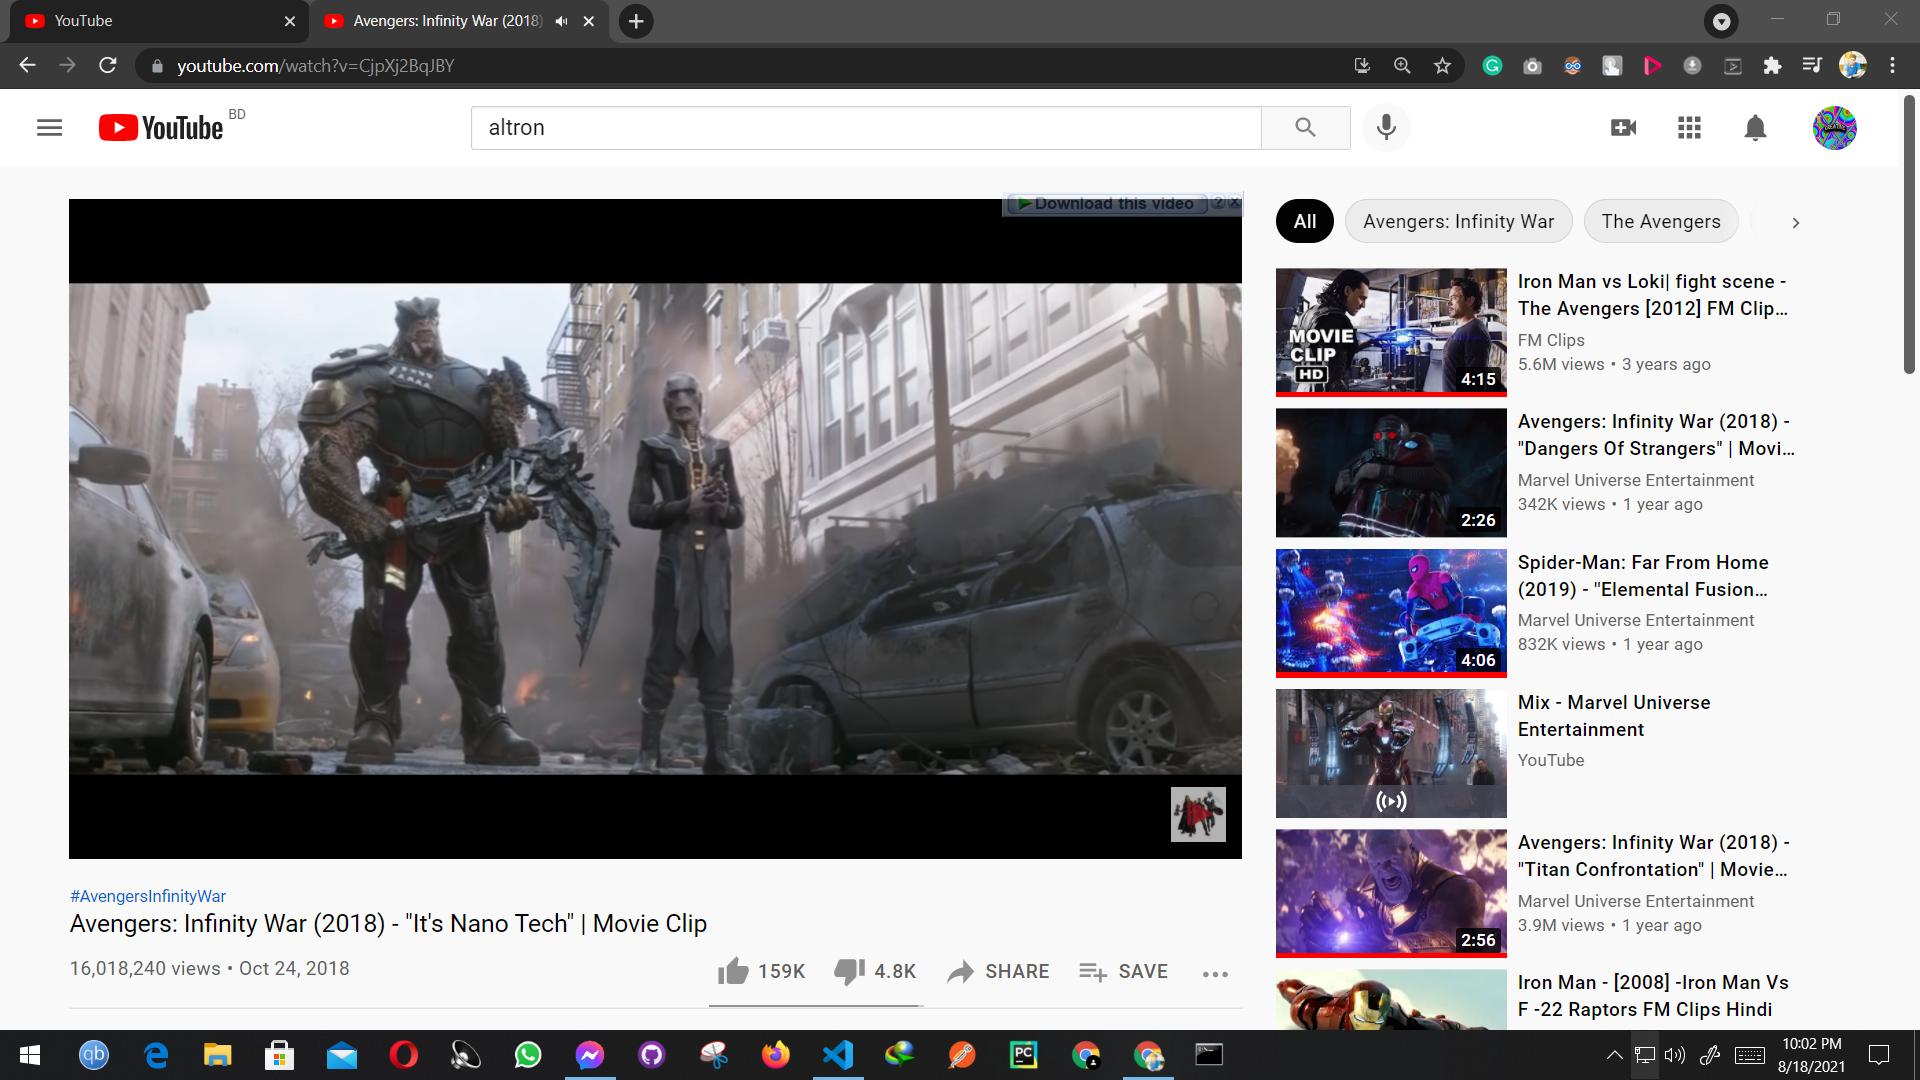 YouTube
Avengers: Infinity War (2018)
youtube.com/watch?v=CjpXj2BqJBY
YouTube BD
altron
Download this video ? x
All
Avengers: Infinity War
The Avengers
MOVIE
CLIP
HD
4:15
Iron Man vs Loki| fight scene -
The Avengers [2012] FM Clip...
FM Clips
5.6M views • 3 years ago
2:26
Avengers: Infinity War (2018) -
"Dangers Of Strangers" | Movi...
Marvel Universe Entertainment
342K views • 1 year ago
4:06
Spider-Man: Far From Home
(2019) - "Elemental Fusion...
Marvel Universe Entertainment
832K views • 1 year ago
Mix - Marvel Universe
Entertainment
YouTube
2:56
Avengers: Infinity War (2018) -
"Titan Confrontation" | Movie...
Marvel Universe Entertainment
3.9M views • 1 year ago
Iron Man - [2008] -Iron Man Vs
F -22 Raptors FM Clips Hindi
#AvengersInfinityWar
Avengers: Infinity War (2018) - "It's Nano Tech" | Movie Clip
16,018,240 views • Oct 24, 2018
159K
4.8K
SHARE
SAVE
qb
PC
10:02 PM
8/18/2021